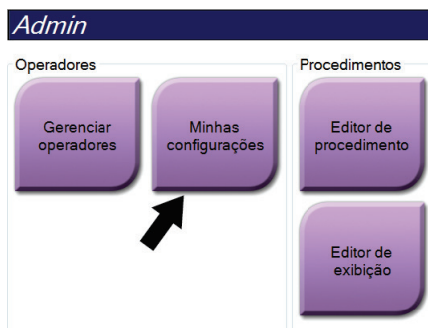 Admin
Operadores
Gerenciar
operadores
Minhas
configurações
Procedimentos
Editor de
procedimento
Editor de
exibição